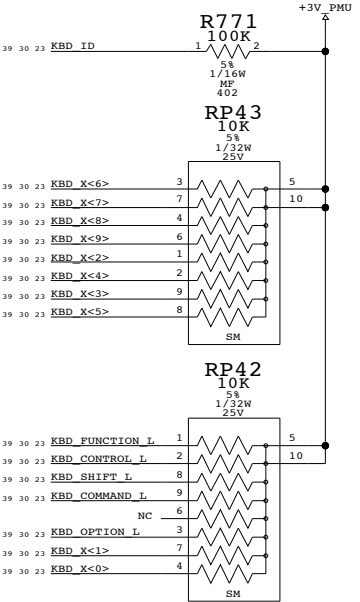 +3V_PMU
R771
100K
39 30 23 KBD_ID 1 2
5%
1/16W
MF
402
RP43
10K
5%
1/32W
25V
39 30 23 KBD_X<6> 3 5
39 30 23 KBD_X<7> 7 10
39 30 23 KBD_X<8> 4
39 30 23 KBD_X<9> 6
39 30 23 KBD_X<2> 1
39 30 23 KBD_X<4> 2
39 30 23 KBD_X<3> 9
39 30 23 KBD_X<5> 8
SM
RP42
10K
5%
1/32W
25V
39 30 23 KBD_FUNCTION_L 1 5
39 30 23 KBD_CONTROL_L 2 10
39 30 23 KBD_SHIFT_L 8
39 30 23 KBD_COMMAND_L 9
NC 6
39 30 23 KBD_OPTION_L 3
39 30 23 KBD_X<1> 7
39 30 23 KBD_X<0> 4
SM